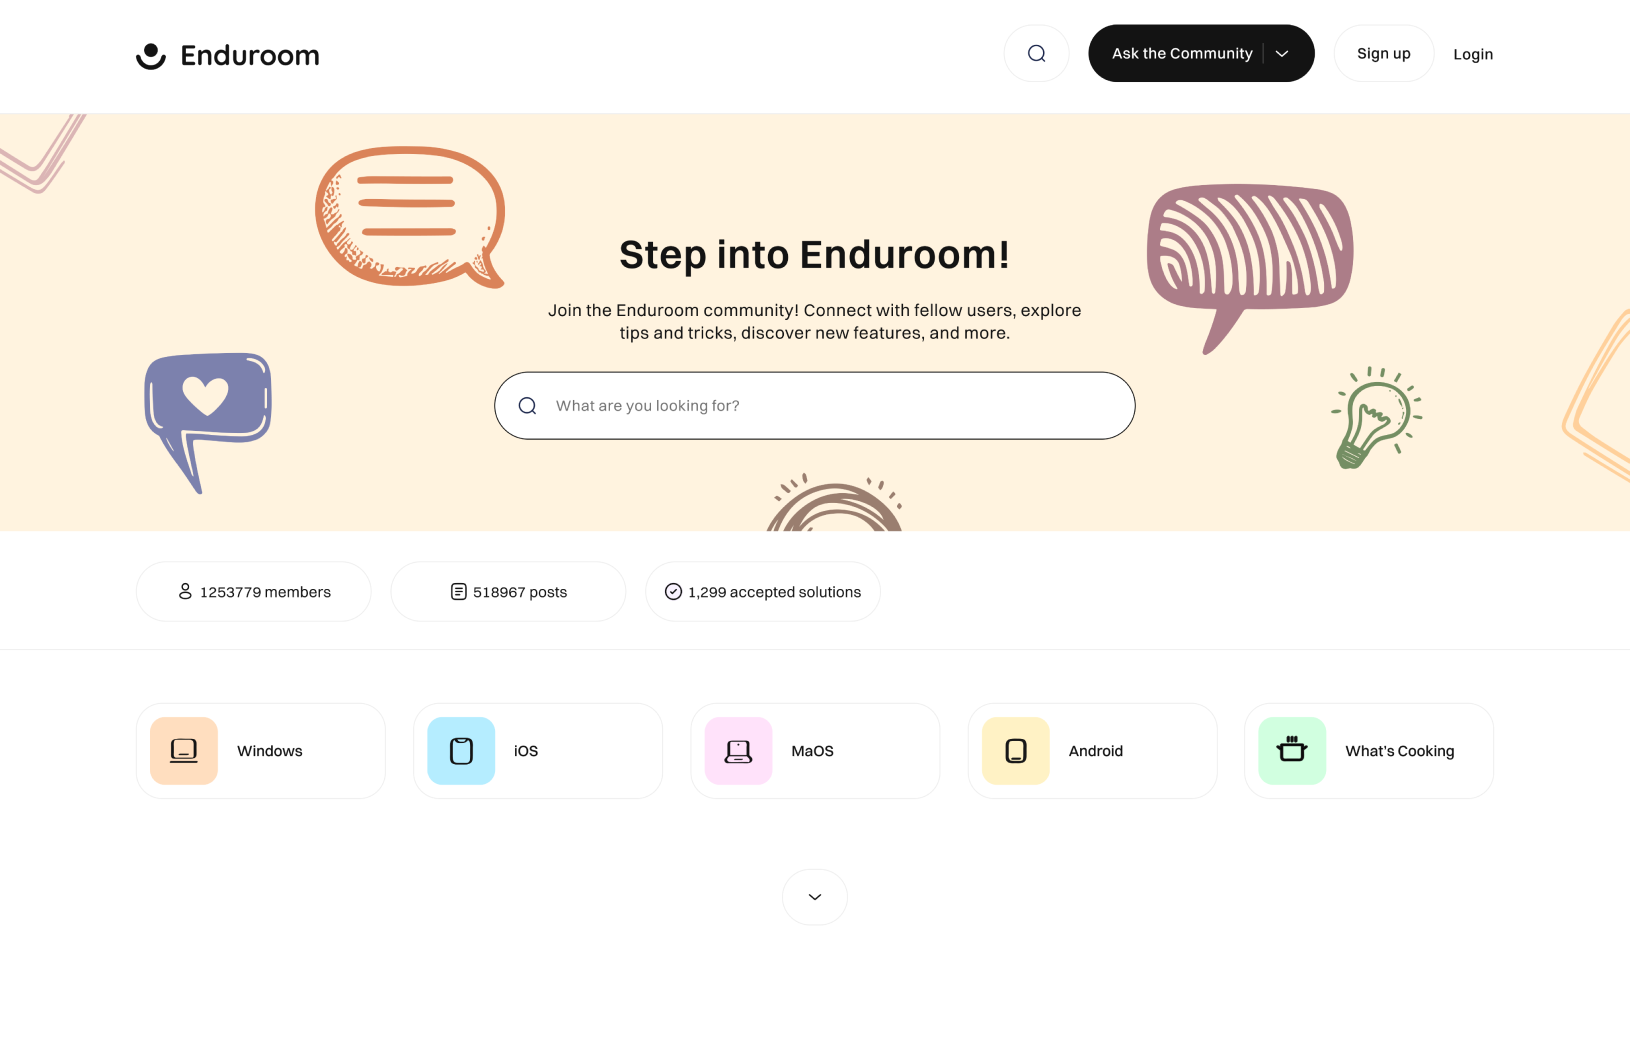 Enduroom
Ask the Community
Sign up
Login
Step into Enduroom!
Join the Enduroom community! Connect with fellow users, explore
tips and tricks, discover new features, and more.
What are you looking for?
1253779 members
518967 posts
1,299 accepted solutions
Windows
iOS
MaOS
Android
What's Cooking